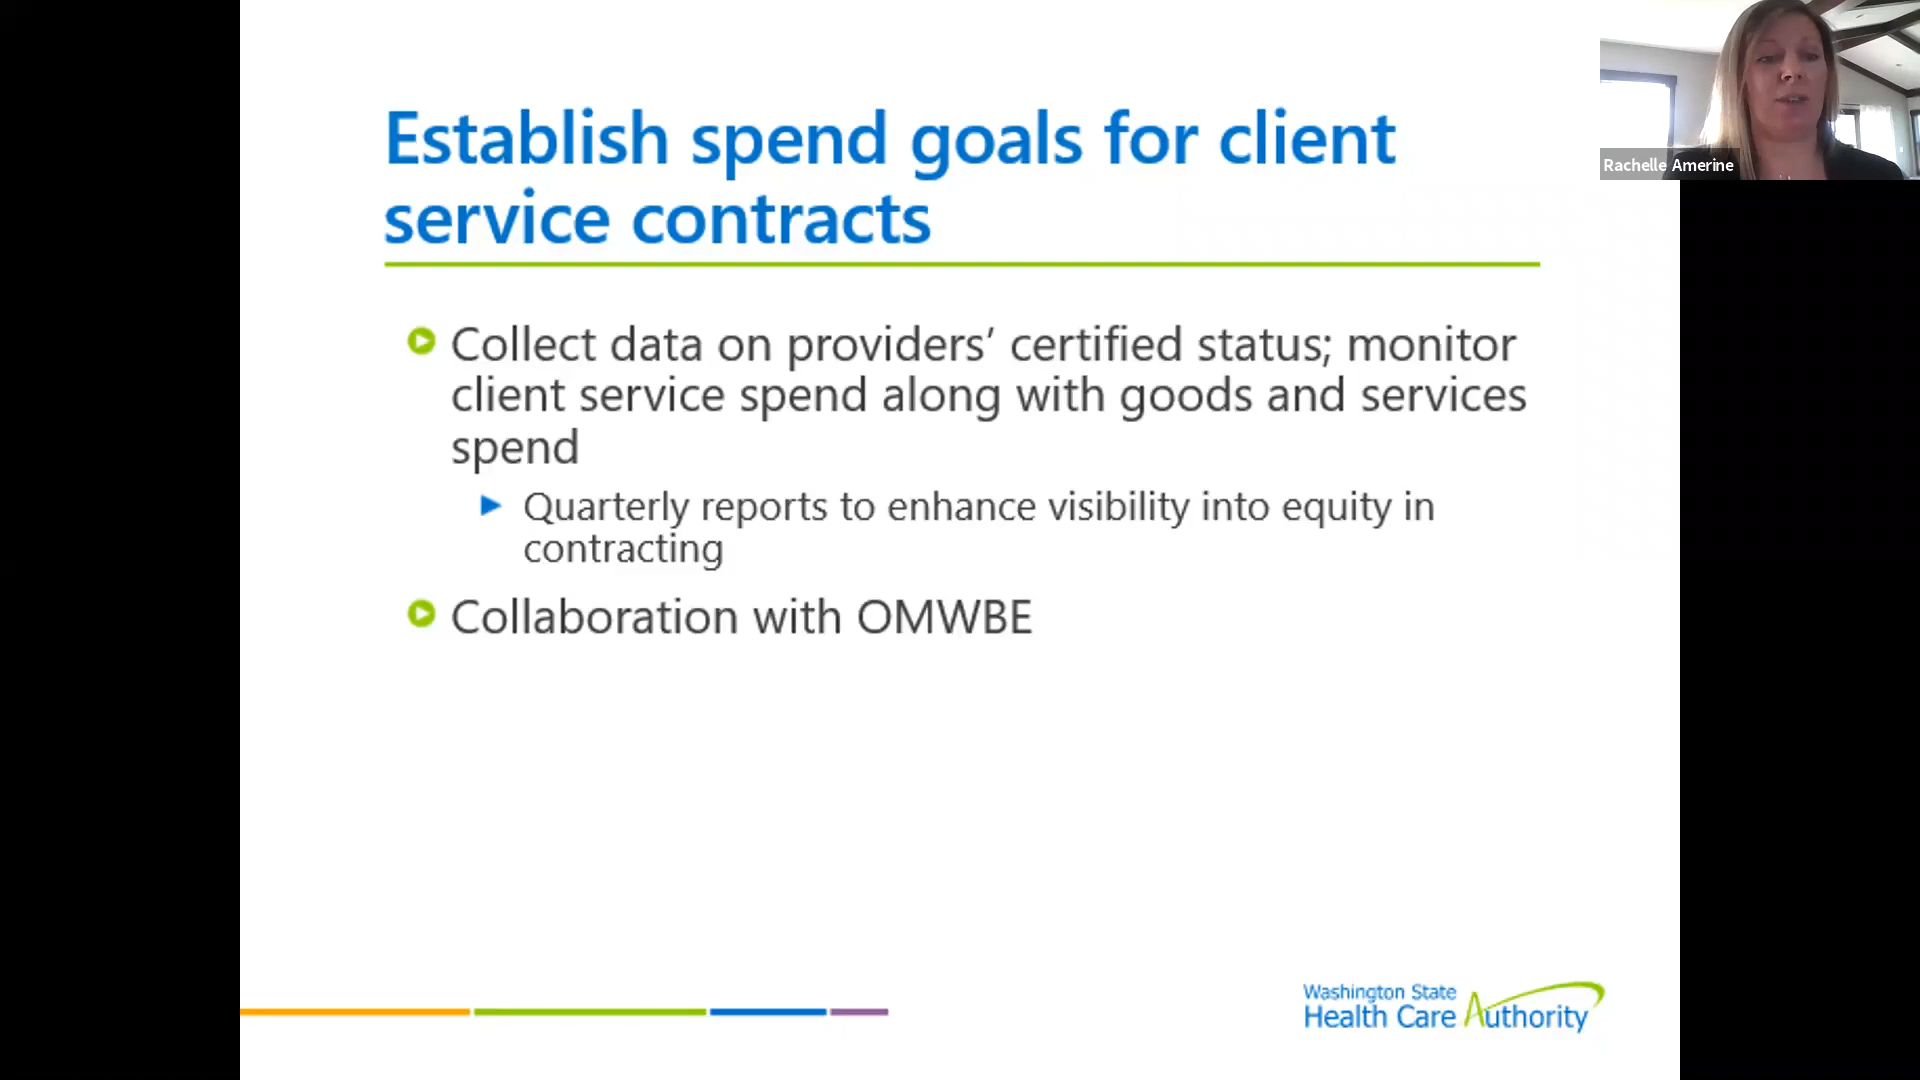 Establish spend goals for client
service contracts
Collect data on providers’ certified status; monitor
client service spend along with goods and services
spend
Quarterly reports to enhance visibility into equity in
contracting
Collaboration with OMWBE
Washington State
Health Care Authority
Rachelle Amerine